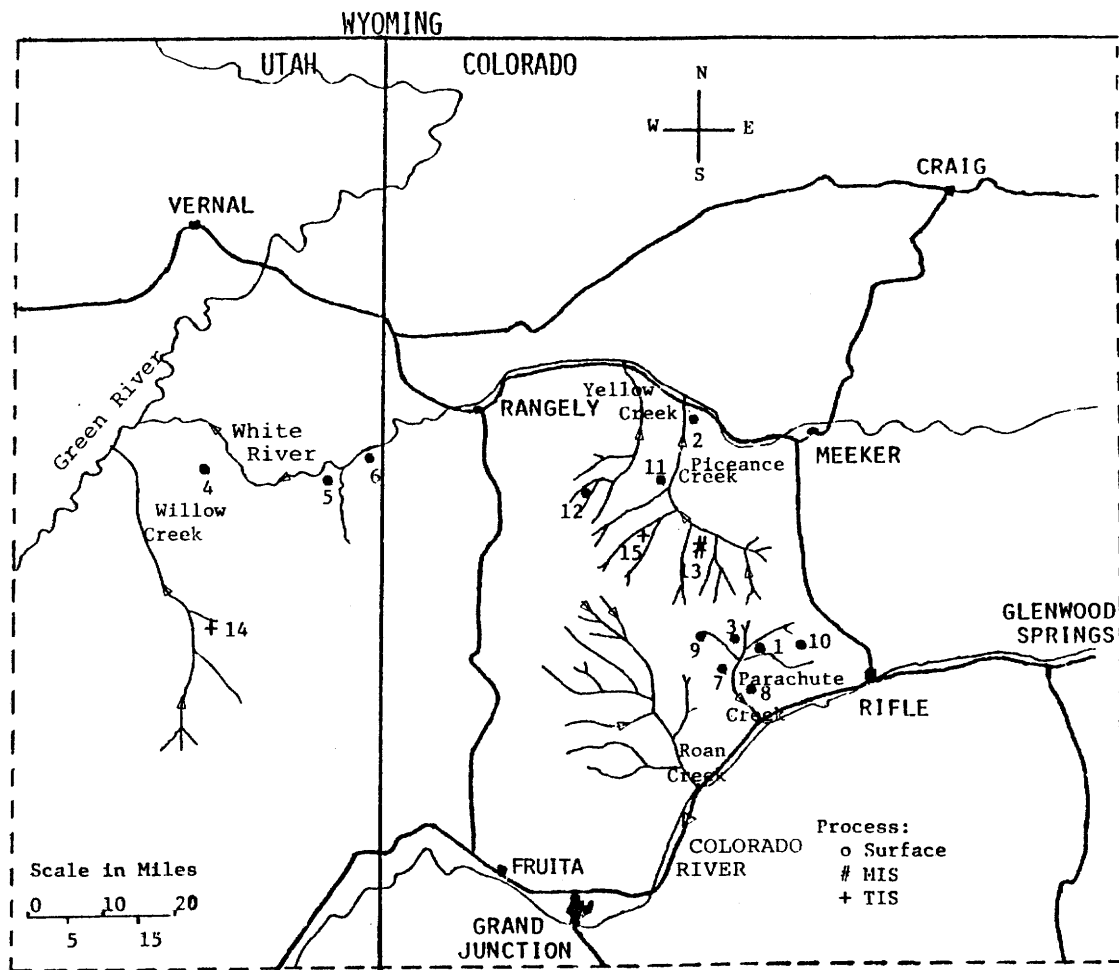 WYOMING
UTAH
COLORADO
N
W
E
S
CRAIG
VERNAL
Green River
White
River
RANGELY
Yellow
Creek
2
MEEKER
4
5
6
11
Piceance
Creek
12
Willow
Creek
15
13
14
GLENWOOD
SPRINGS
3
9
1
10
7
Parachute
8
Creek
RIFLE
Roan
Creek
COLORADO
RIVER
Process:
o Surface
# MIS
+ TIS
FRUITA
GRAND
JUNCTION
Scale in Miles
0 10 20
5 15